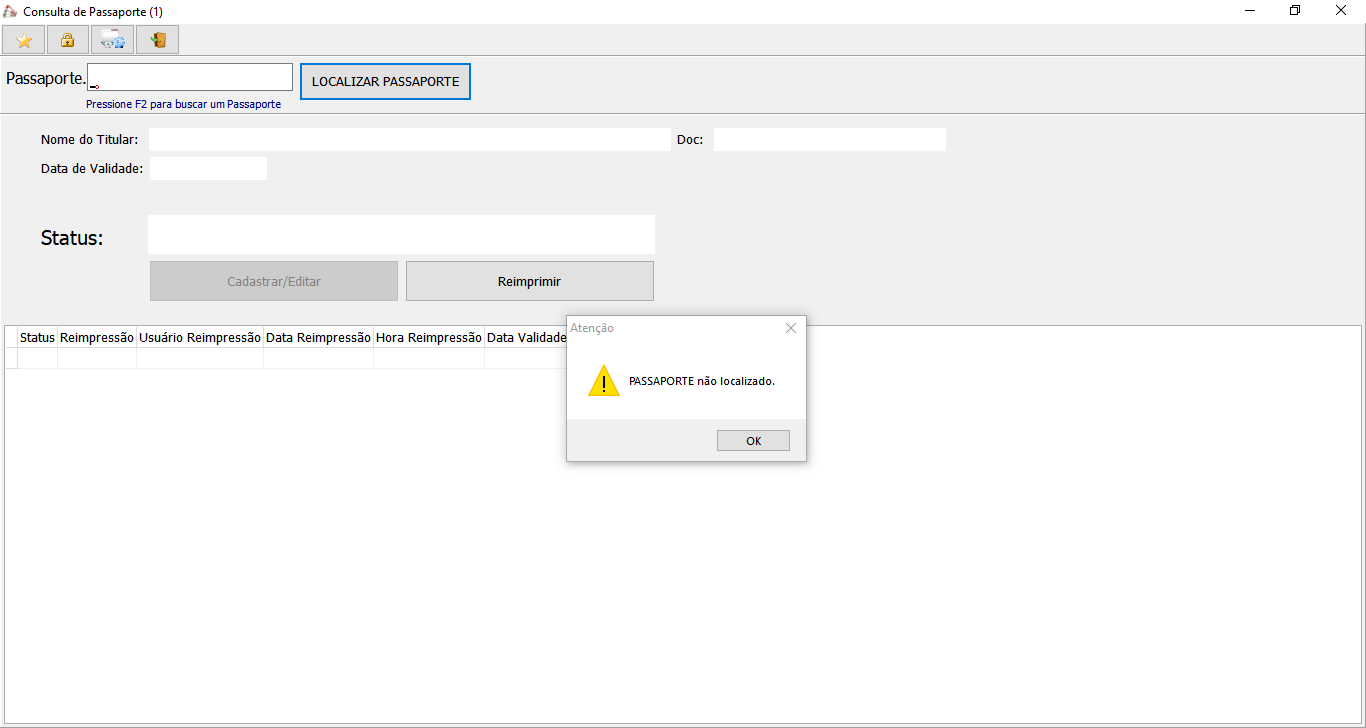 Consulta de Passaporte (1)
Passaporte.
LOCALIZAR PASSAPORTE
Pressione F2 para buscar um Passaporte
Nome do Titular:
Doc:
Data de Validade:
Status:
Cadastrar/Editar
Reimprimir
Status Reimpressão Usuário Reimpressão Data Reimpressão Hora Reimpressão Data Validade
Atenção
PASSAPORTE não localizado.
OK